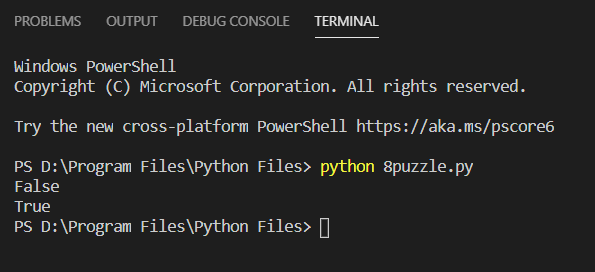 PROBLEMS OUTPUT DEBUG CONSOLE TERMINAL
Windows PowerShell
Copyright (C) Microsoft Corporation. All rights reserved.
Try the new cross-platform PowerShell https://aka.ms/pscore6
PS D:\Program Files\Python Files> python 8puzzle.py
False
True
PS D:\Program Files\Python Files>